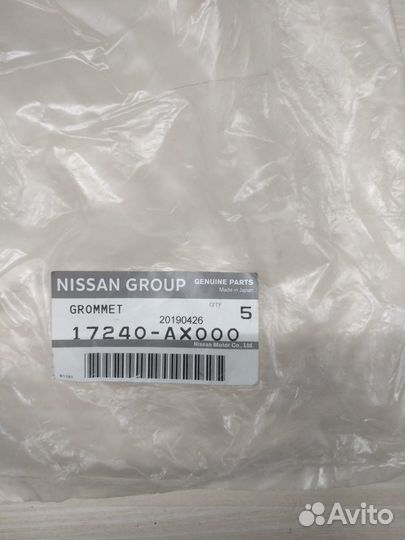 NISSAN GROUP
GENUINE PARTS
Made in Japan
GROMMET
QTY
5
20190426
17240-AX000
Nissan Motor Co., Ltd.
Avito